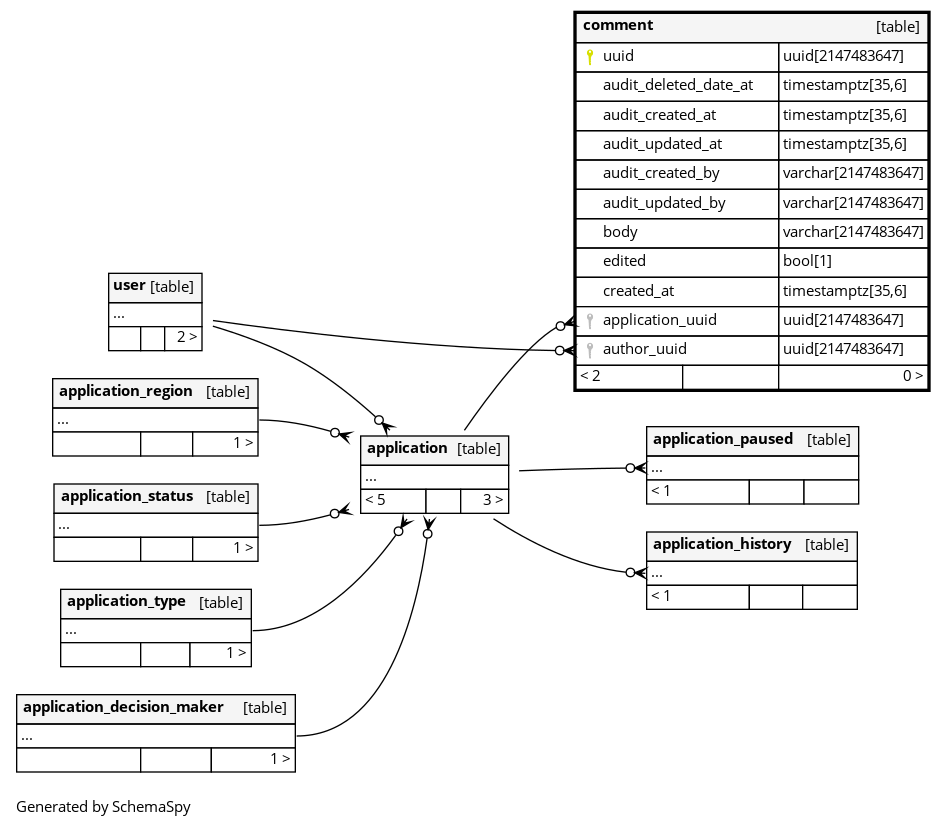 comment [table]
uuid uuid[2147483647]
audit_deleted_date_at timestamptz[35,6]
audit_created_at timestamptz[35,6]
audit_updated_at timestamptz[35,6]
audit_created_by varchar[2147483647]
audit_updated_by varchar[2147483647]
body varchar[2147483647]
edited bool[1]
created_at timestamptz[35,6]
application_uuid uuid[2147483647]
author_uuid uuid[2147483647]
< 2 0 >
user [table]
...
2 >
application_region [table]
...
1 >
application_status [table]
...
1 >
application_type [table]
...
1 >
application_decision_maker [table]
...
1 >
application [table]
...
< 5 3 >
application_paused [table]
...
< 1
application_history [table]
...
< 1
Generated by SchemaSpy